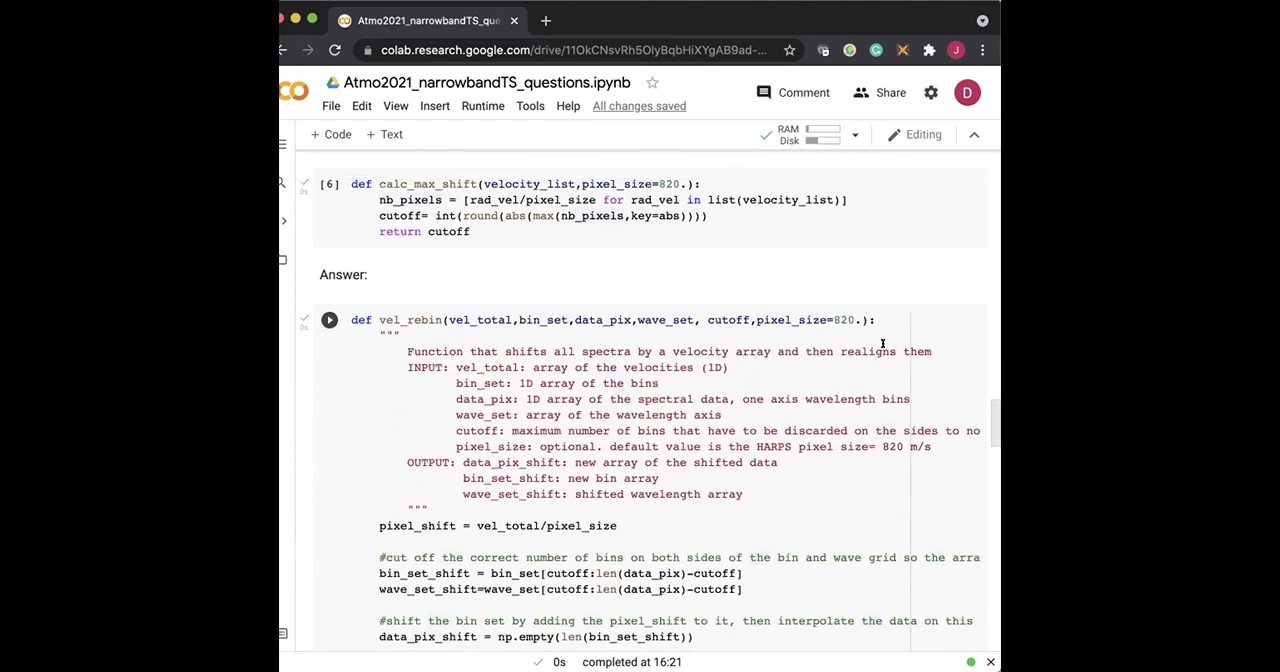 Atmo2021_narrowbandTS_que
colab.research.google.com/drive/11OkCNsvRh5OlyBqbHiXYgAB9ad-...
J
Atmo2021_narrowbandTS_questions.ipynb
Comment
Share
D
File Edit View Insert Runtime Tools Help All changes saved
+ Code + Text
RAM
Disk
Editing
[6] def calc_max_shift(velocity_list,pixel_size=820.):
0s
nb_pixels = [rad_vel/pixel_size for rad_vel in list(velocity_list)]
cutoff= int(round(abs(max(nb_pixels,key=abs))))
return cutoff
Answer:
def vel_rebin(vel_total,bin_set,data_pix,wave_set, cutoff,pixel_size=820.):
0s
"""
Function that shifts all spectra by a velocity array and then realigns them
INPUT: vel_total: array of the velocities (1D)
bin_set: 1D array of the bins
data_pix: 1D array of the spectral data, one axis wavelength bins
wave_set: array of the wavelength axis
cutoff: maximum number of bins that have to be discarded on the sides to no
pixel_size: optional. default value is the HARPS pixel size= 820 m/s
OUTPUT: data_pix_shift: new array of the shifted data
bin_set_shift: new bin array
wave_set_shift: shifted wavelength array
"""
pixel_shift = vel_total/pixel_size
#cut off the correct number of bins on both sides of the bin and wave grid so the arra
bin_set_shift = bin_set[cutoff:len(data_pix)-cutoff]
wave_set_shift=wave_set[cutoff:len(data_pix)-cutoff]
#shift the bin set by adding the pixel_shift to it, then interpolate the data on this
data_pix_shift = np.empty(len(bin_set_shift))
0s completed at 16:21